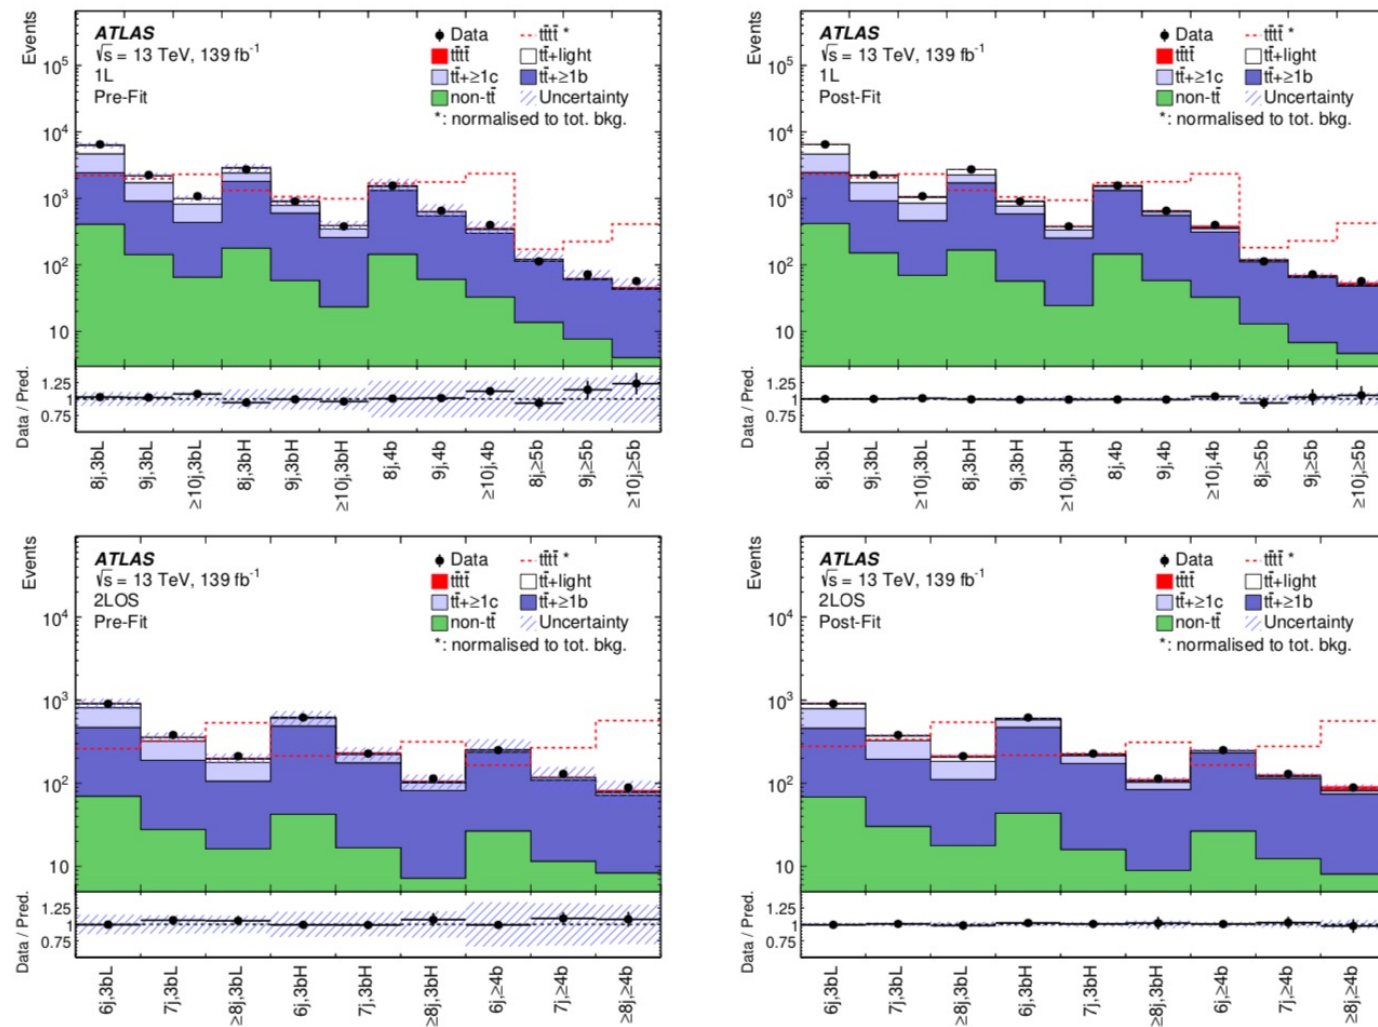 Events
ATLAS
√s = 13 TeV, 139 fb⁻¹
1L
Pre-Fit
Data
tt̄tt̄ *
tt̄tt̄
tt̄+light
tt̄+≥1c
tt̄+≥1b
non-tt̄
Uncertainty
*: normalised to tot. bkg.
10⁵
10⁴
10³
10²
10
Data / Pred.
1.25
1
0.75
8j,3bL
9j,3bL
≥10j,3bL
8j,3bH
9j,3bH
≥10j,3bH
8j,4b
9j,4b
≥10j,4b
8j,≥5b
9j,≥5b
≥10j,≥5b
Events
ATLAS
√s = 13 TeV, 139 fb⁻¹
1L
Post-Fit
Data
tt̄tt̄ *
tt̄tt̄
tt̄+light
tt̄+≥1c
tt̄+≥1b
non-tt̄
Uncertainty
*: normalised to tot. bkg.
10⁵
10⁴
10³
10²
10
Data / Pred.
1.25
1
0.75
8j,3bL
9j,3bL
≥10j,3bL
8j,3bH
9j,3bH
≥10j,3bH
8j,4b
9j,4b
≥10j,4b
8j,≥5b
9j,≥5b
≥10j,≥5b
Events
ATLAS
√s = 13 TeV, 139 fb⁻¹
2LOS
Pre-Fit
Data
tt̄tt̄ *
tt̄tt̄
tt̄+light
tt̄+≥1c
tt̄+≥1b
non-tt̄
Uncertainty
*: normalised to tot. bkg.
10⁴
10³
10²
10
Data / Pred.
1.25
1
0.75
6j,3bL
7j,3bL
≥8j,3bL
6j,3bH
7j,3bH
≥8j,3bH
6j,≥4b
7j,≥4b
≥8j,≥4b
Events
ATLAS
√s = 13 TeV, 139 fb⁻¹
2LOS
Post-Fit
Data
tt̄tt̄ *
tt̄tt̄
tt̄+light
tt̄+≥1c
tt̄+≥1b
non-tt̄
Uncertainty
*: normalised to tot. bkg.
10⁴
10³
10²
10
Data / Pred.
1.25
1
0.75
6j,3bL
7j,3bL
≥8j,3bL
6j,3bH
7j,3bH
≥8j,3bH
6j,≥4b
7j,≥4b
≥8j,≥4b